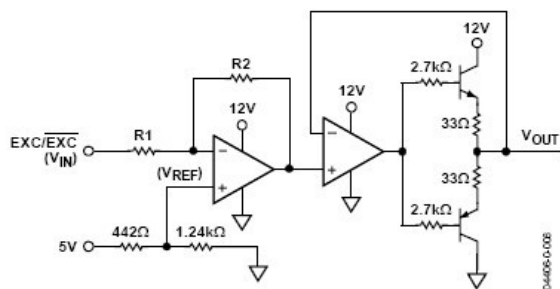 12V
R2
2.7kΩ
12V
12V
33Ω
R1
EXC/EXC
(VIN)
VOUT
(VREF)
33Ω
2.7kΩ
442Ω
1.24kΩ
5V
04406-0-006